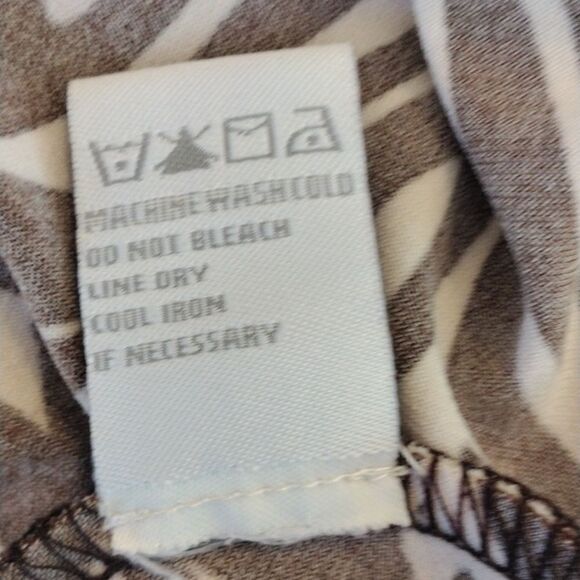 MACHINE WASH COLD
DO NOT BLEACH
LINE DRY
COOL IRON
IF NECESSARY